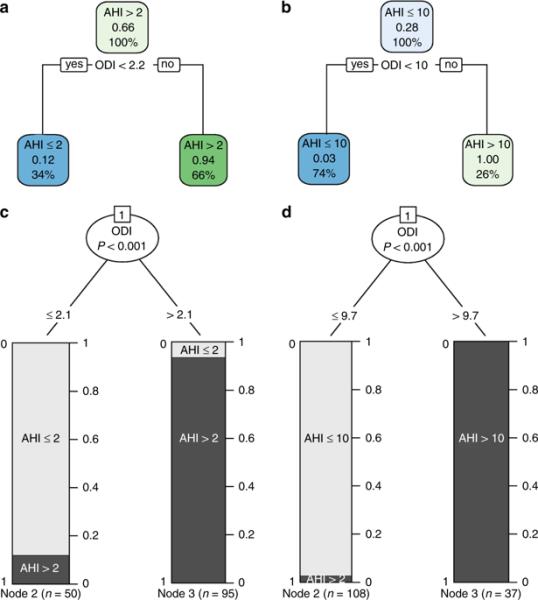 a
AHI > 2
0.66
100%
yes ODI < 2.2 no
AHI ≤ 2
0.12
34%
AHI > 2
0.94
66%
b
AHI ≤ 10
0.28
100%
yes ODI < 10 no
AHI ≤ 10
0.03
74%
AHI > 10
1.00
26%
c
1
ODI
P < 0.001
≤ 2.1
> 2.1
0
AHI ≤ 2
AHI > 2
1
1
0.8
0.6
0.4
0.2
0
Node 2 (n = 50)
0
AHI ≤ 2
AHI > 2
1
1
0.8
0.6
0.4
0.2
0
Node 3 (n = 95)
d
1
ODI
P < 0.001
≤ 9.7
> 9.7
0
AHI ≤ 10
AHI > 2
1
1
0.8
0.6
0.4
0.2
0
Node 2 (n = 108)
0
AHI > 10
1
1
0.8
0.6
0.4
0.2
0
Node 3 (n = 37)